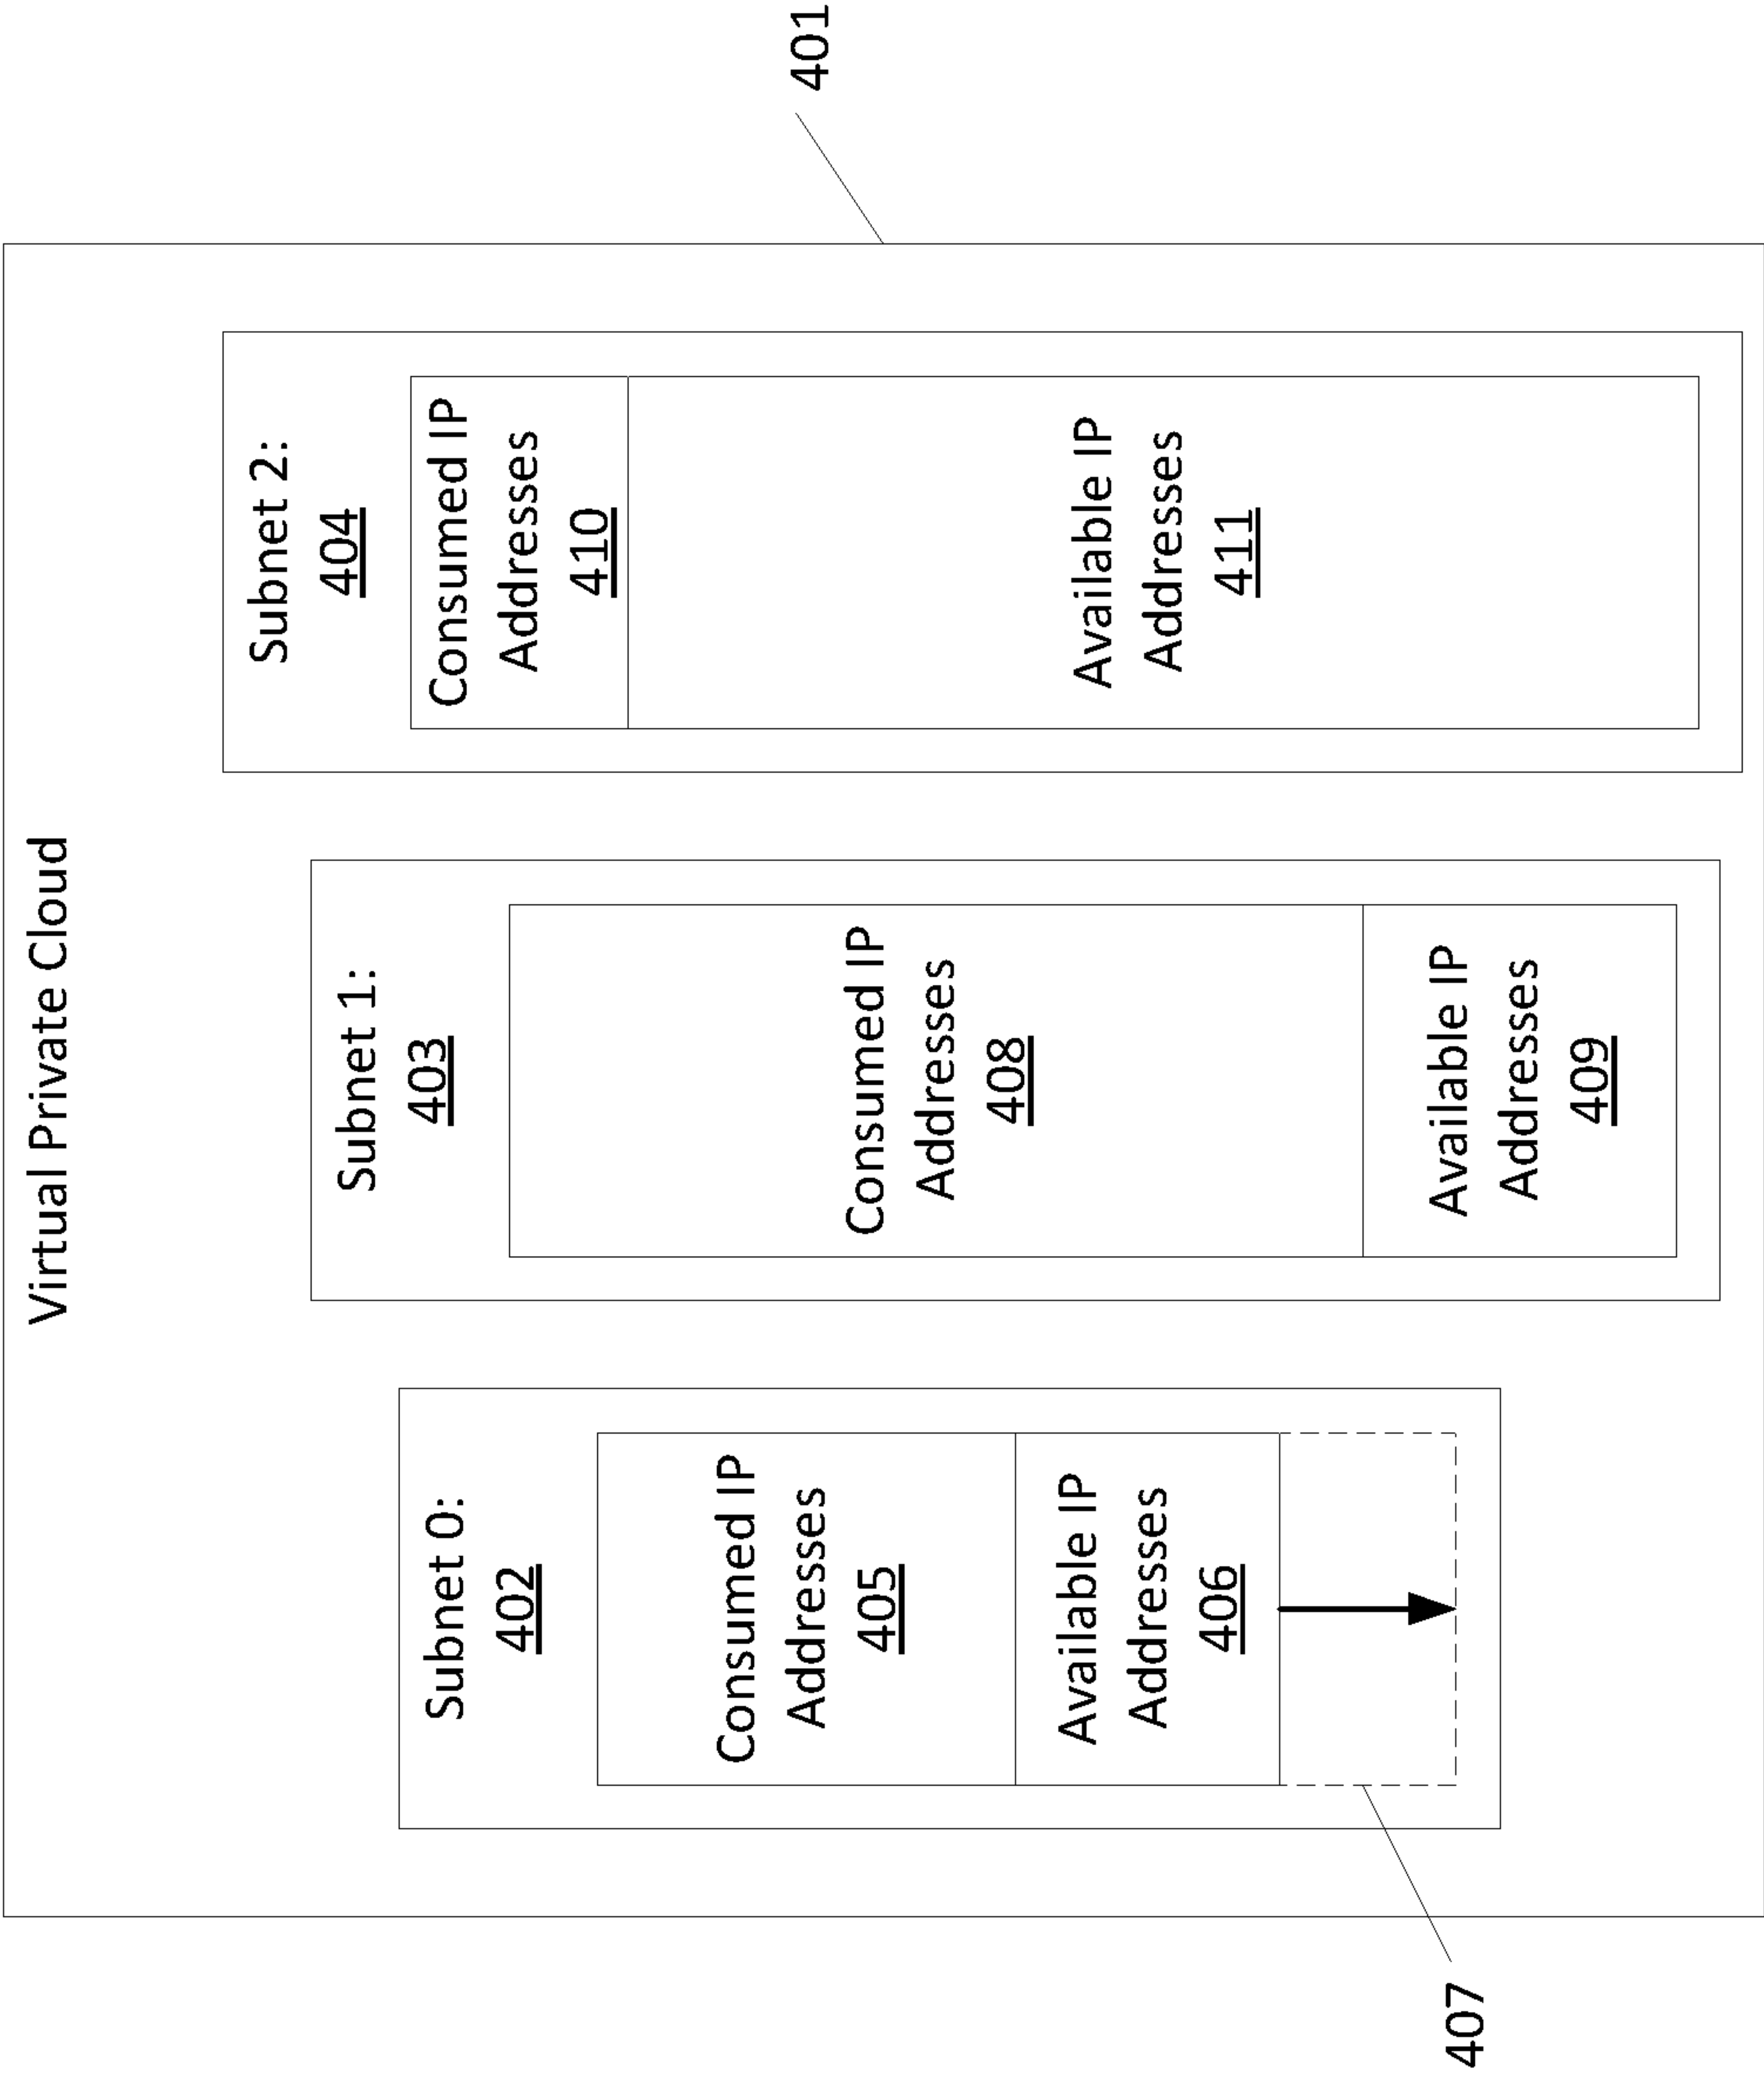 Virtual Private Cloud
401
Subnet 0:
402
Consumed IP
Addresses
405
Available IP
Addresses
406
407
Subnet 1:
403
Consumed IP
Addresses
408
Available IP
Addresses
409
Subnet 2:
404
Consumed IP
Addresses
410
Available IP
Addresses
411